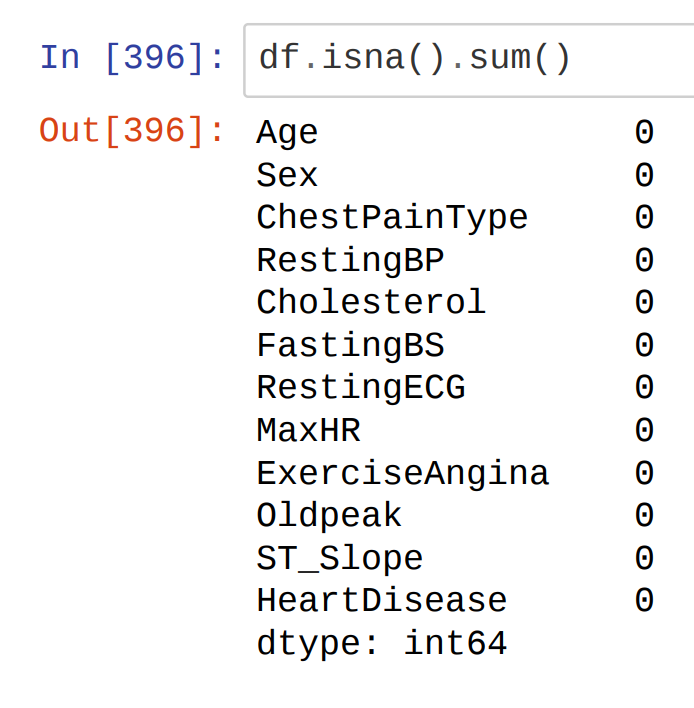 In [396]: df.isna().sum()
Out[396]: Age 0
Sex 0
ChestPainType 0
RestingBP 0
Cholesterol 0
FastingBS 0
RestingECG 0
MaxHR 0
ExerciseAngina 0
Oldpeak 0
ST_Slope 0
HeartDisease 0
dtype: int64